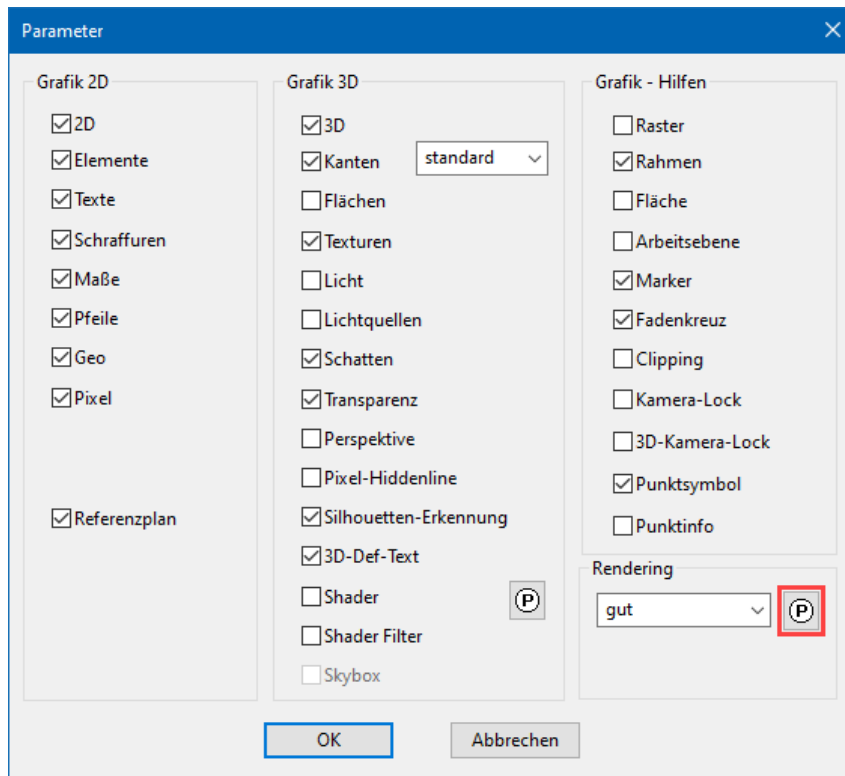 Parameter
Grafik 2D
2D
Elemente
Texte
Schraffuren
Maße
Pfeile
Geo
Pixel
Referenzplan
Grafik 3D
3D
Kanten standard
Flächen
Texturen
Licht
Lichtquellen
Schatten
Transparenz
Perspektive
Pixel-Hiddenline
Silhouetten-Erkennung
3D-Def-Text
Shader P
Shader Filter
Skybox
Grafik - Hilfen
Raster
Rahmen
Fläche
Arbeitsebene
Marker
Fadenkreuz
Clipping
Kamera-Lock
3D-Kamera-Lock
Punktsymbol
Punktinfo
Rendering
gut P
OK Abbrechen